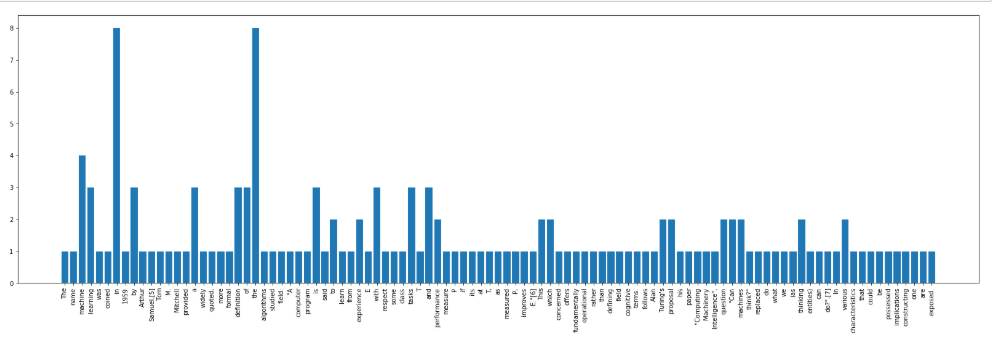 8
7
6
5
4
3
2
1
0
The
name
machine
learning
was
coined
in
1959
by
Arthur
Samuel.[5]
Tom
M.
Mitchell
provided
a
widely
quoted,
more
formal
definition
of
the
algorithms
studied
field:
"A
computer
program
is
said
to
learn
from
experience
E
with
respect
some
class
tasks
T
and
performance
measure
P
if
its
at
T,
as
measured
P,
improves
E."[6]
This
which
concerned
offers
fundamentally
operational
rather
than
defining
field
cognitive
terms.
follows
Alan
Turing's
proposal
his
paper
"Computing
Machinery
Intelligence",
question
"Can
machines
think?"
replaced
do
what
we
(as
thinking
entities)
can
do?".[7]
In
various
characteristics
that
could
be
possessed
implications
constructing
one
are
exposed